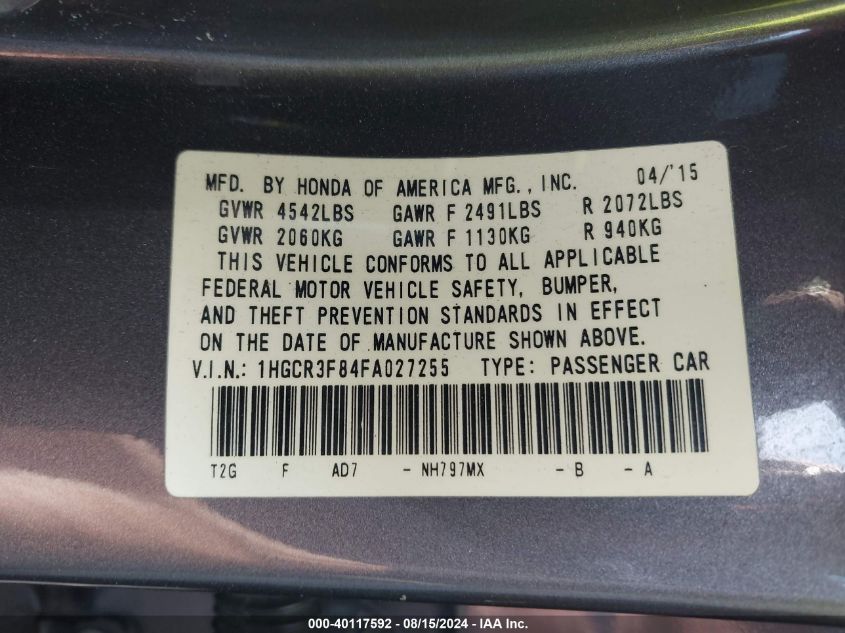 MFD. BY HONDA OF AMERICA MFG., INC. 04/'15
GVWR 4542LBS GAWR F 2491LBS R 2072LBS
GVWR 2060KG GAWR F 1130KG R 940KG
THIS VEHICLE CONFORMS TO ALL APPLICABLE
FEDERAL MOTOR VEHICLE SAFETY, BUMPER,
AND THEFT PREVENTION STANDARDS IN EFFECT
ON THE DATE OF MANUFACTURE SHOWN ABOVE.
V.I.N.: 1HGCR3F84FA027255 TYPE: PASSENGER CAR
T2G F AD7 - NH797MX - B - A
000-40117592 - 08/15/2024 - IAA Inc.